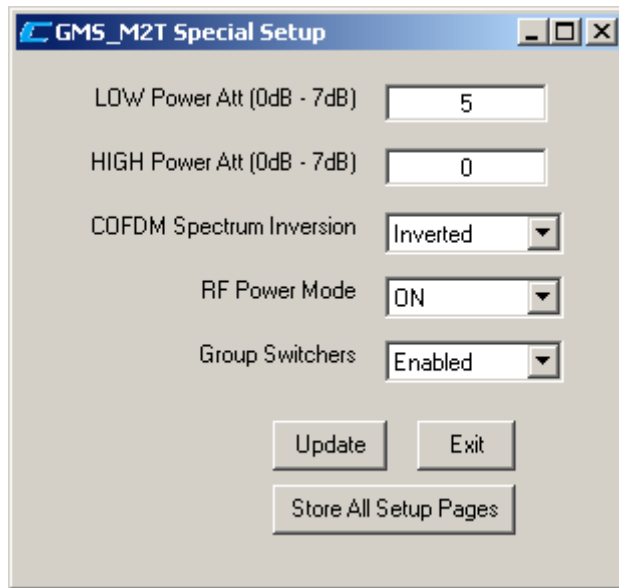 GMS_M2T Special Setup
LOW Power Att (0dB - 7dB) 5
HIGH Power Att (0dB - 7dB) 0
COFDM Spectrum Inversion Inverted
RF Power Mode ON
Group Switchers Enabled
Update Exit
Store All Setup Pages